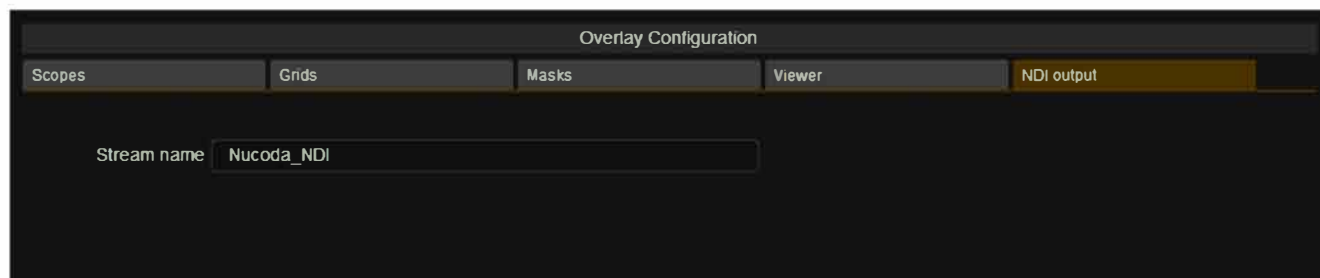 Overlay Configuration
Scopes Grids Masks Viewer NDI output
Stream name Nucoda_NDI